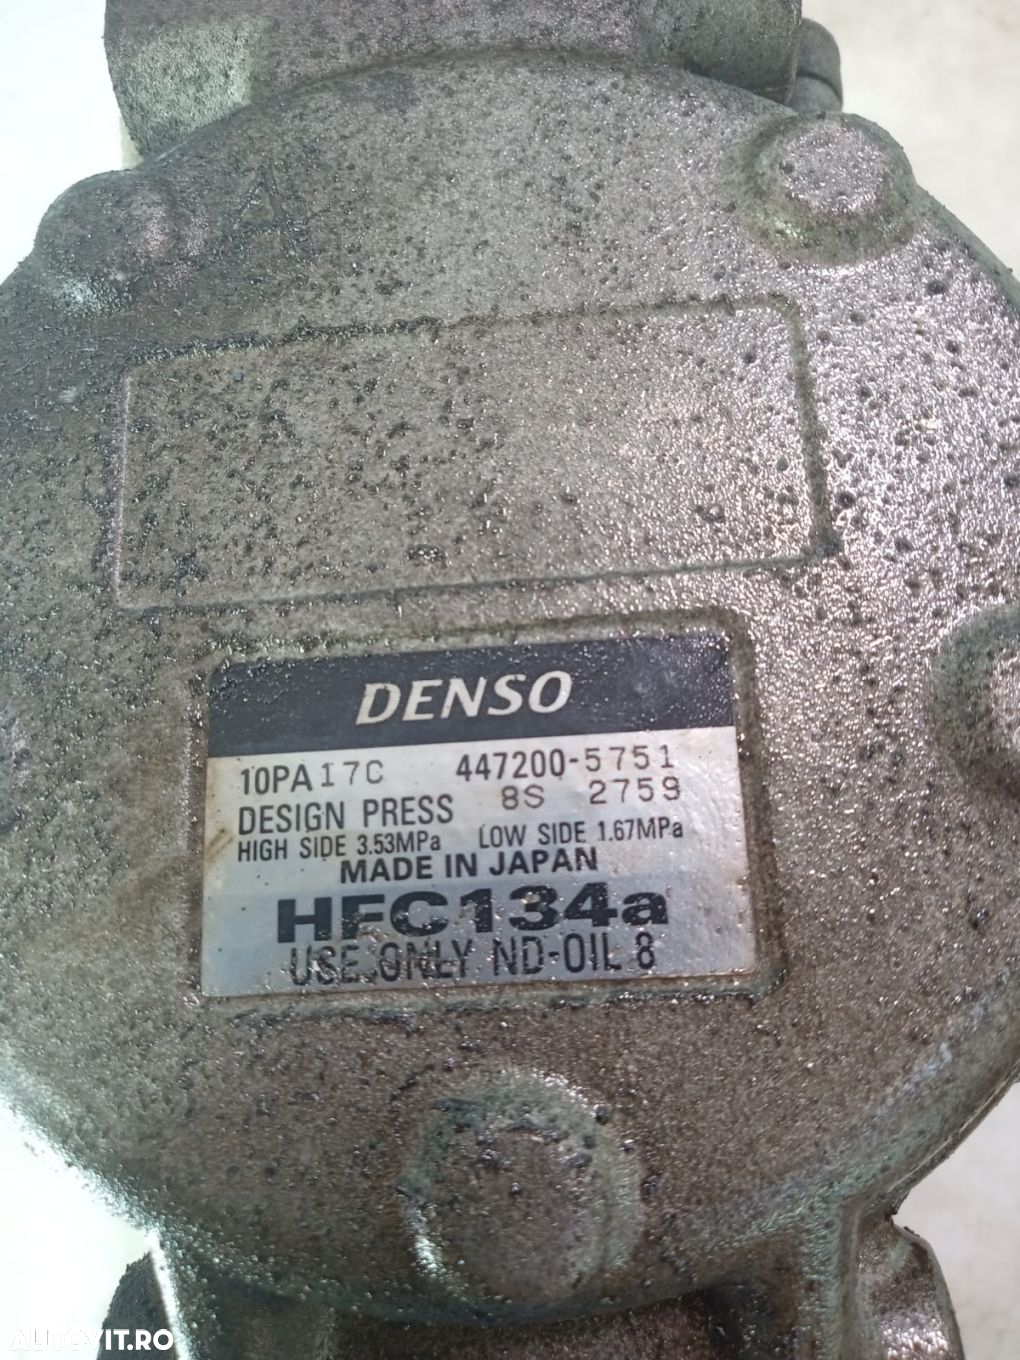 DENSO
10PA17C 447200-5751
DESIGN PRESS 8S 2759
HIGH SIDE 3.53MPa LOW SIDE 1.67MPa
MADE IN JAPAN
HFC134a
USE ONLY ND-OIL 8
AUTOVIT.RO